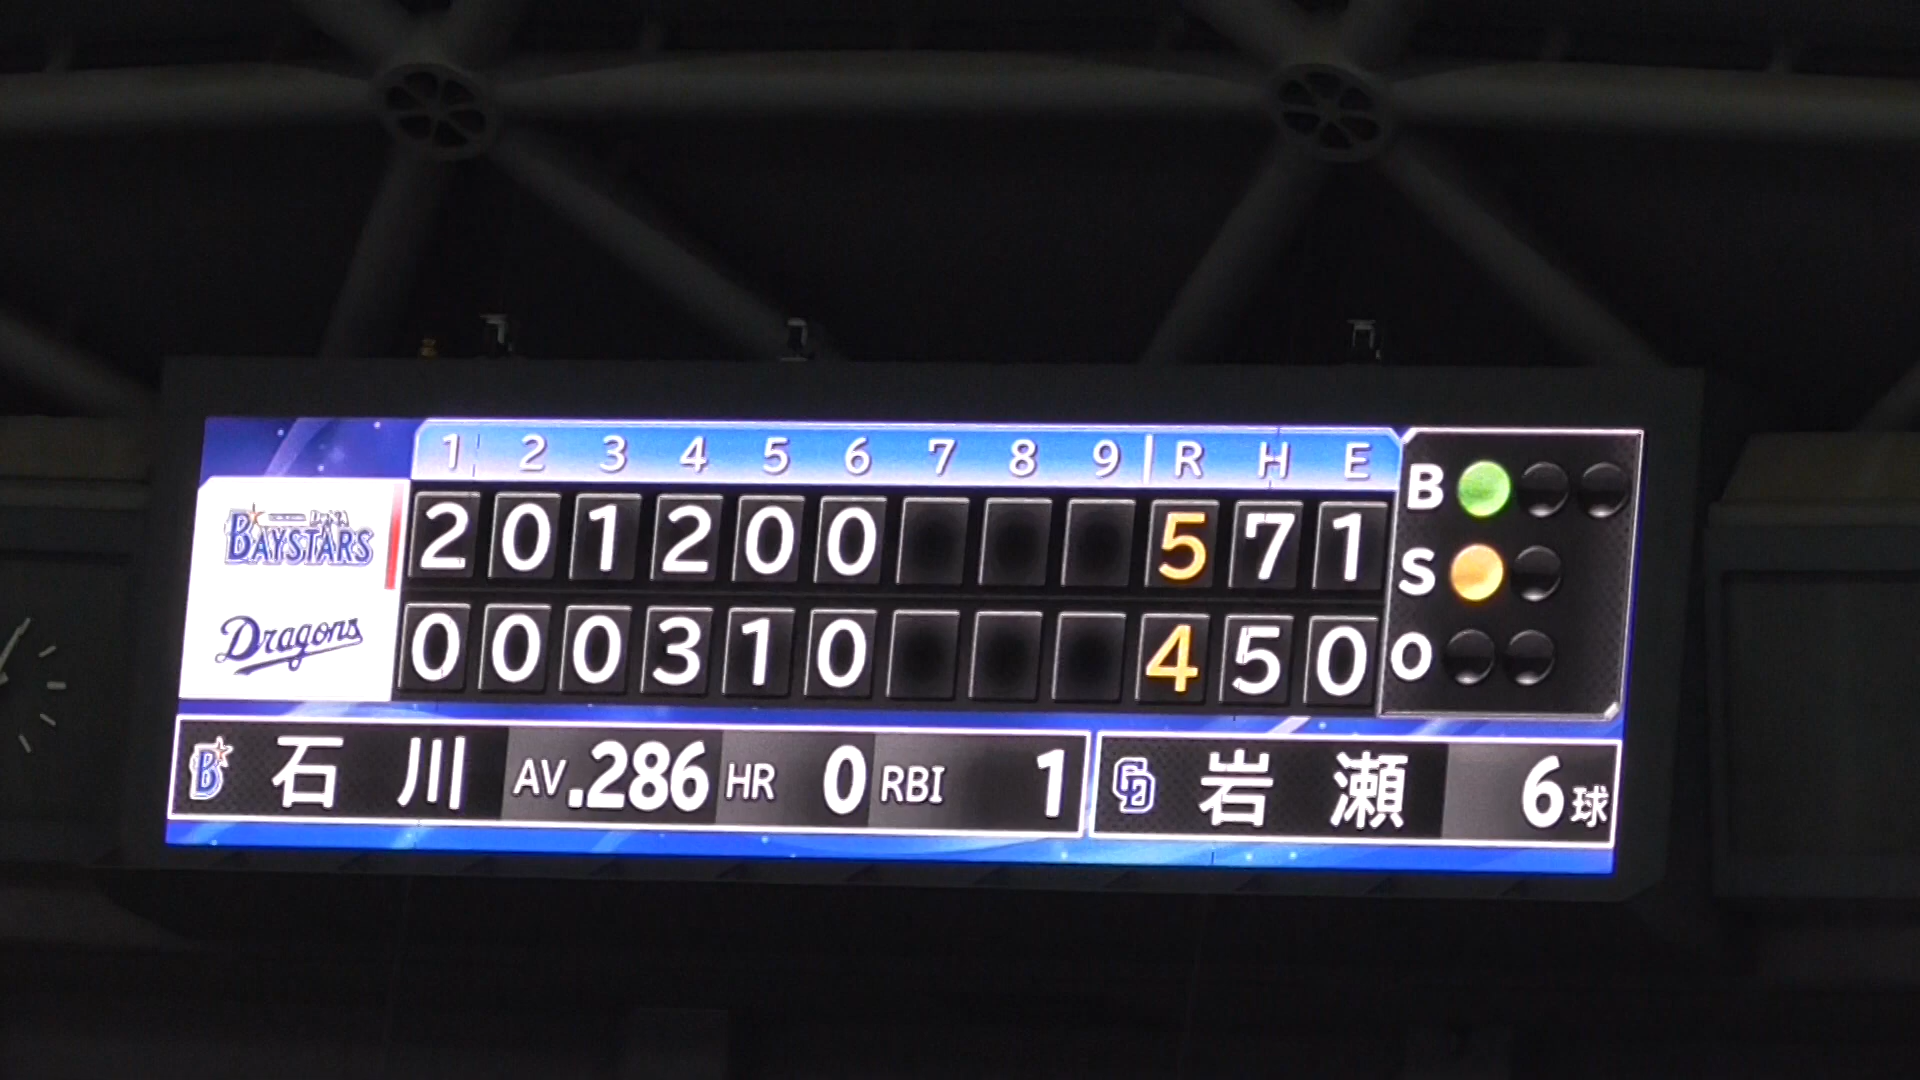 1 2 3 4 5 6 7 8 9 R H E
DeNA
BAYSTARS 2 0 1 2 0 0 5 7 1
Dragons 0 0 0 3 1 0 4 5 0
B
S
O
B 石川 AV .286 HR 0 RBI 1
CD 岩瀬 6球